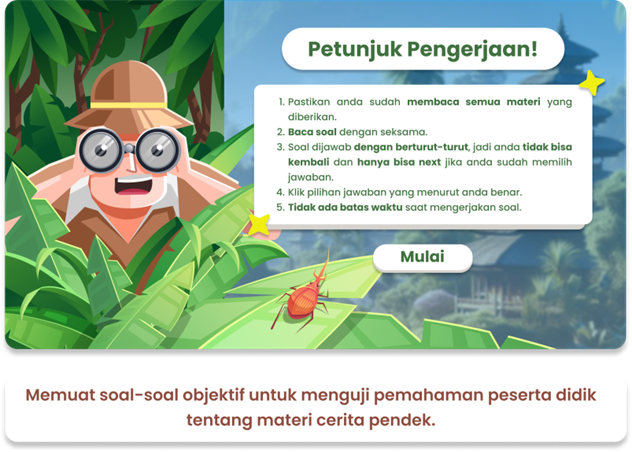 Petunjuk Pengerjaan!
1. Pastikan anda sudah membaca semua materi yang
diberikan.
2. Baca soal dengan seksama.
3. Soal dijawab dengan berturut-turut, jadi anda tidak bisa
kembali dan hanya bisa next jika anda sudah memilih
jawaban.
4. Klik pilihan jawaban yang menurut anda benar.
5. Tidak ada batas waktu saat mengerjakan soal.
Mulai
Memuat soal-soal objektif untuk menguji pemahaman peserta didik
tentang materi cerita pendek.